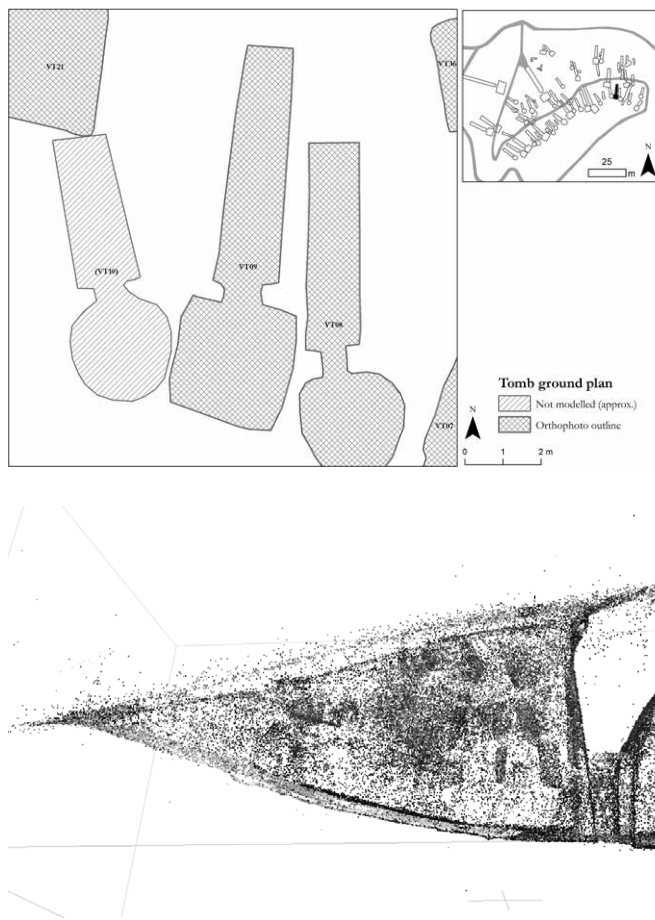 VT21
VT36
(VT10)
VT09
VT08
VT07
N
25
m
Tomb ground plan
Not modelled (approx.)
Orthophoto outline
N
0 1 2 m